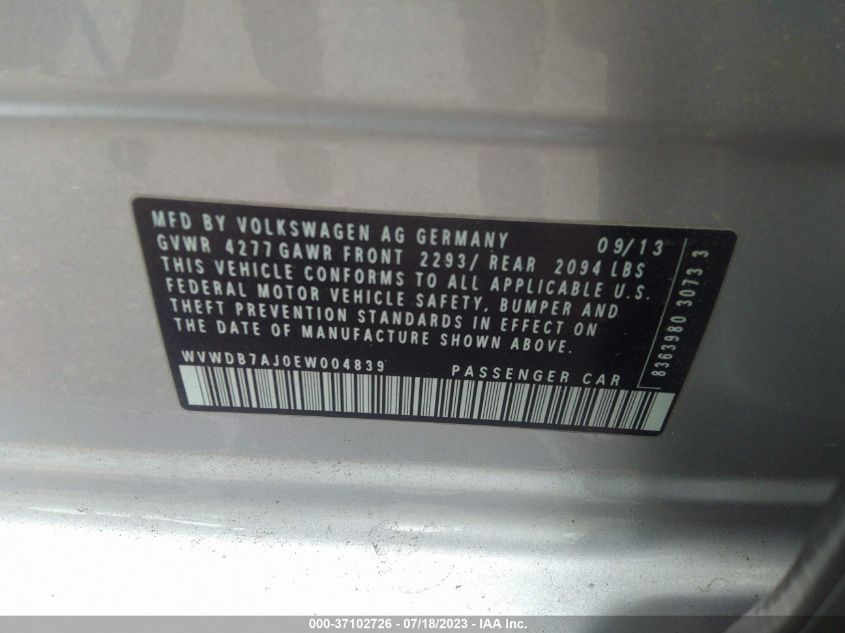 MFD BY VOLKSWAGEN AG GERMANY 09/13
GVWR 4277 GAWR FRONT 2293/ REAR 2094 LBS
THIS VEHICLE CONFORMS TO ALL APPLICABLE U.S.
FEDERAL MOTOR VEHICLE SAFETY, BUMPER AND
THEFT PREVENTION STANDARDS IN EFFECT ON
THE DATE OF MANUFACTURE SHOWN ABOVE.
WVWDB7AJ0EW004839 PASSENGER CAR
8363980 3073 3
000-37102726 - 07/18/2023 - IAA Inc.